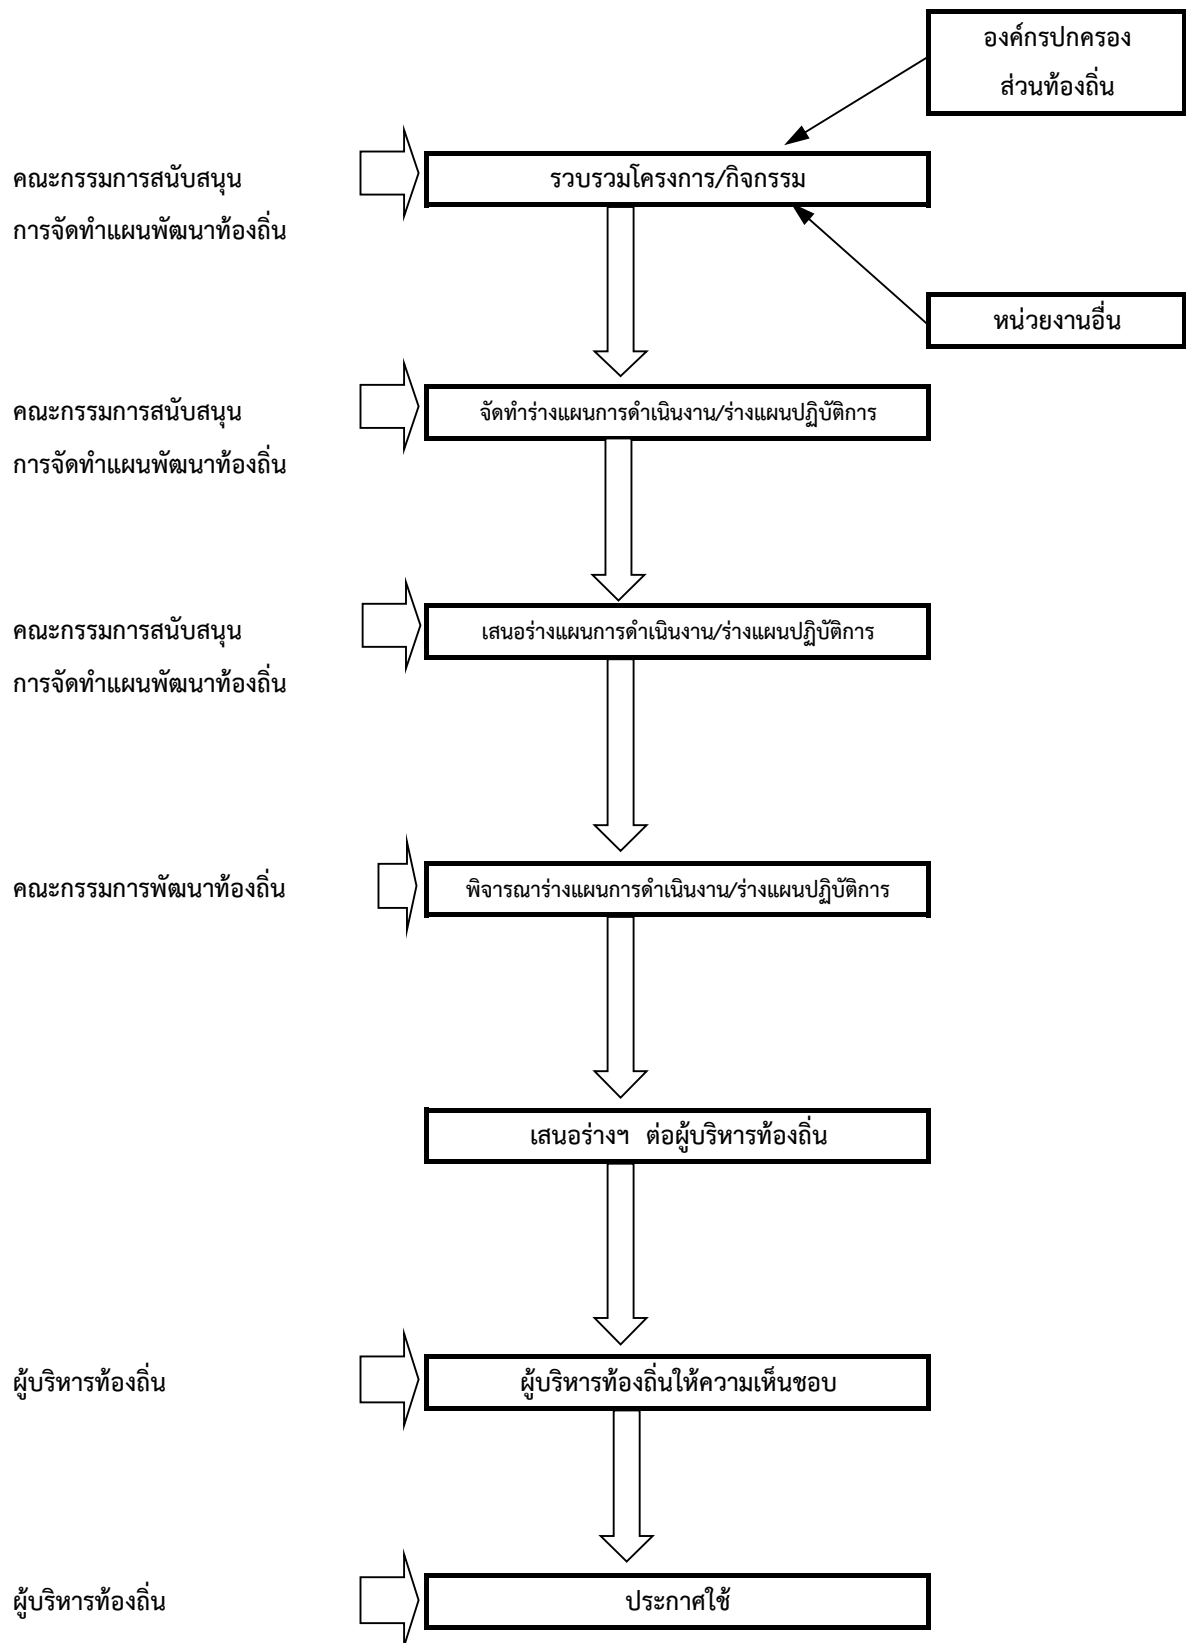 องค์กรปกครอง
ส่วนท้องถิ่น
คณะกรรมการสนับสนุน
การจัดทำแผนพัฒนาท้องถิ่น
รวบรวมโครงการ/กิจกรรม
หน่วยงานอื่น
คณะกรรมการสนับสนุน
การจัดทำแผนพัฒนาท้องถิ่น
จัดทำร่างแผนการดำเนินงาน/ร่างแผนปฏิบัติการ
คณะกรรมการสนับสนุน
การจัดทำแผนพัฒนาท้องถิ่น
เสนอร่างแผนการดำเนินงาน/ร่างแผนปฏิบัติการ
คณะกรรมการพัฒนาท้องถิ่น
พิจารณาร่างแผนการดำเนินงาน/ร่างแผนปฏิบัติการ
เสนอร่างฯ ต่อผู้บริหารท้องถิ่น
ผู้บริหารท้องถิ่น
ผู้บริหารท้องถิ่นให้ความเห็นชอบ
ผู้บริหารท้องถิ่น
ประกาศใช้